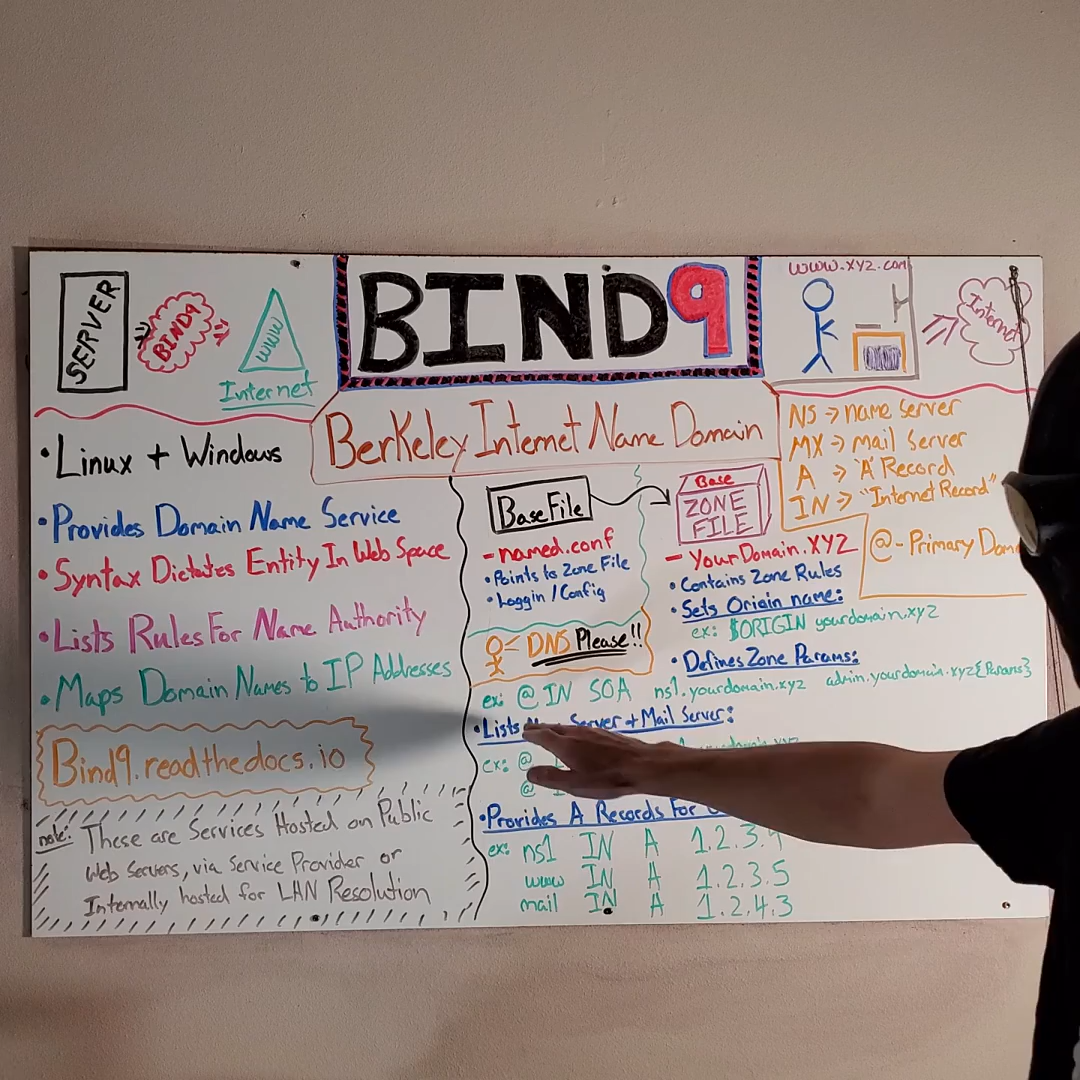 SERVER
BIND9
WWW
Internet
BIND9
www.xyz.com
Internet
Berkeley Internet Name Domain
• Linux + Windows
• Provides Domain Name Service
• Syntax Dictates Entity In Web Space
• Lists Rules For Name Authority
• Maps Domain Names to IP Addresses
Bind9.readthedocs.io
note: These are Services Hosted on Public
Web Servers, via Service Provider or
Internally hosted for LAN Resolution
NS -> name Server
MX -> mail Server
A -> "A" Record
IN -> "Internet Record"
@ - Primary
Base File
- named.conf
• Points to Zone File
• Loggin / Config
DNS Please!!
Base
ZONE
FILE
- YourDomain.XYZ
• Contains Zone Rules
• Sets Origin name:
ex: $ORIGIN yourdomain.xyz
• Defines Zone Params:
ex: @ IN SOA ns1.yourdomain.xyz admin.yourdomain.xyz {Params}
• Lists Server + Mail Server:
ex: @
@
• Provides A Records For
ex: ns1 IN A 1.2.3.4
www IN A 1.2.3.5
mail IN A 1.2.4.3